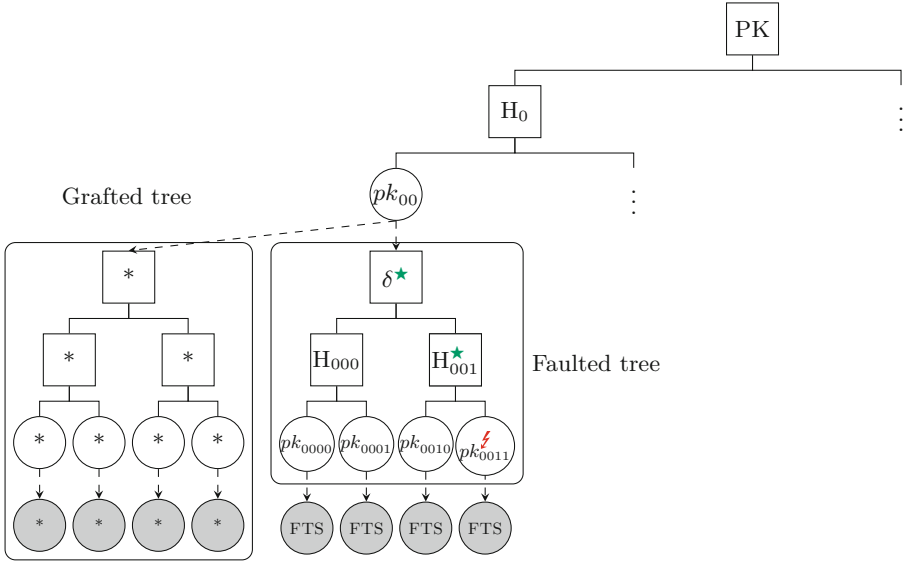 PK
H₀
⋮
pk₀₀
⋮
Grafted tree
*
δ★
* *
H₀₀₀ H★₀₀₁
Faulted tree
* * * *
pk₀₀₀₀ pk₀₀₀₁ pk₀₀₁₀ pk₀₀₁₁
* * * *
FTS FTS FTS FTS